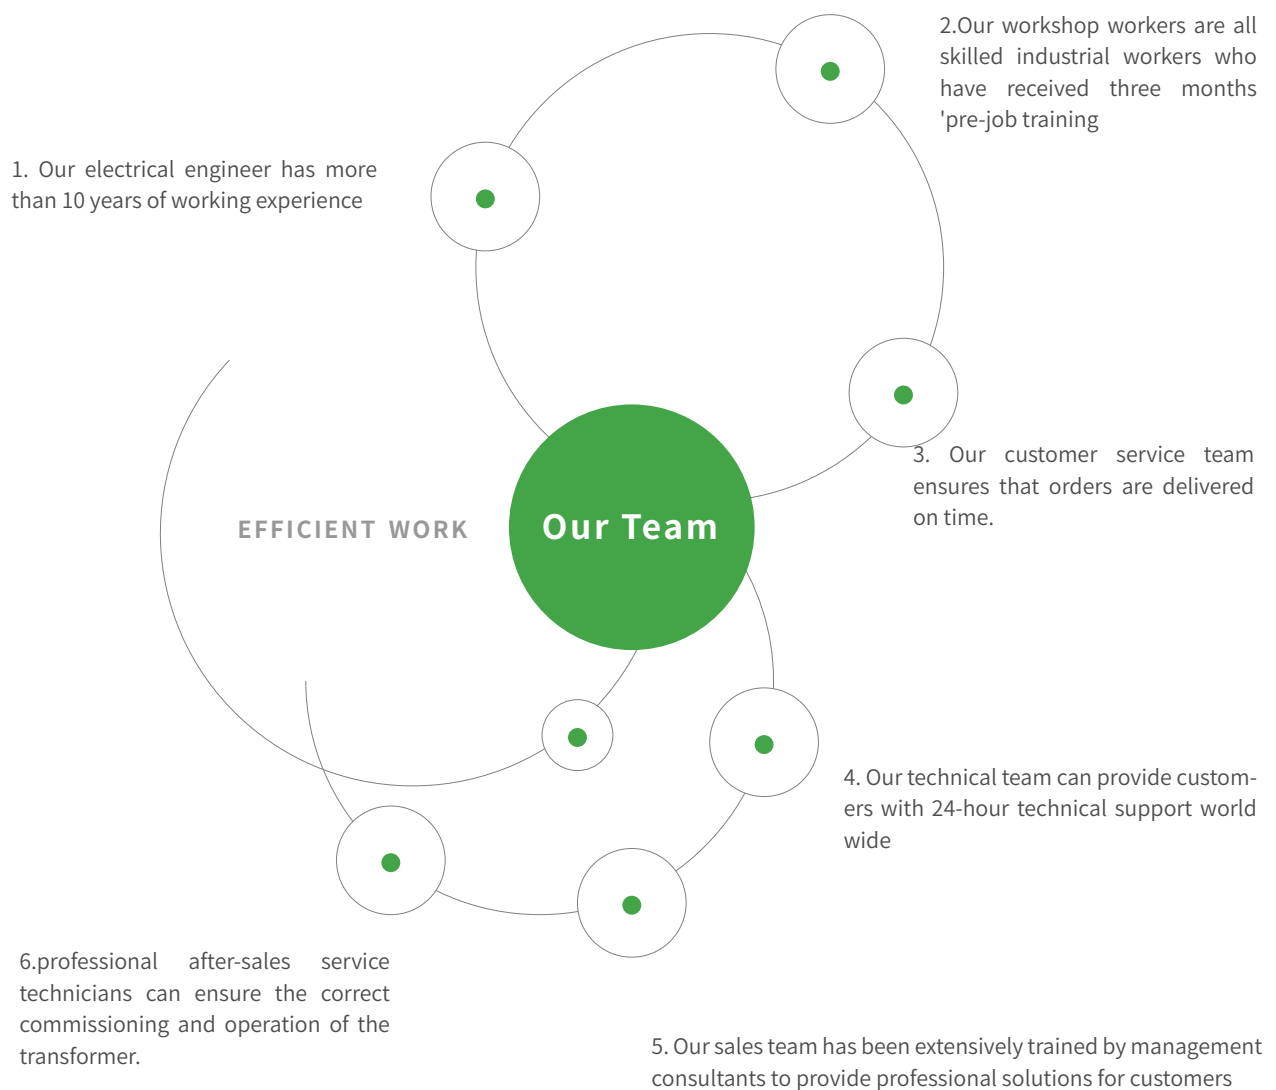 1. Our electrical engineer has more
than 10 years of working experience
2.Our workshop workers are all
skilled industrial workers who
have received three months
'pre-job training
3. Our customer service team
ensures that orders are delivered
on time.
EFFICIENT WORK
Our Team
4. Our technical team can provide custom-
ers with 24-hour technical support world
wide
5. Our sales team has been extensively trained by management
consultants to provide professional solutions for customers
6.professional after-sales service
technicians can ensure the correct
commissioning and operation of the
transformer.